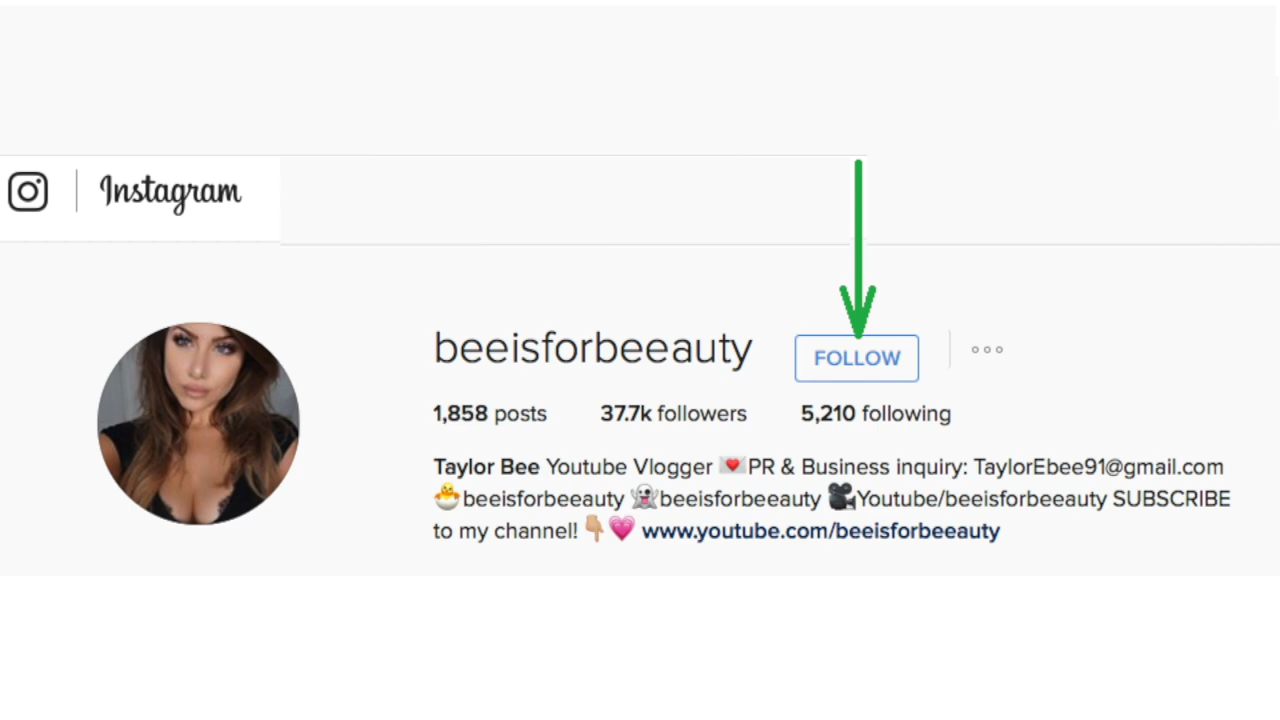 Instagram
beeisforbeeauty FOLLOW
1,858 posts 37.7k followers 5,210 following
Taylor Bee Youtube Vlogger 💌PR & Business inquiry: TaylorEbee91@gmail.com
🐣beeisforbeeauty 👻beeisforbeeauty 🎥Youtube/beeisforbeeauty SUBSCRIBE
to my channel! 👇🏼💗 www.youtube.com/beeisforbeeauty